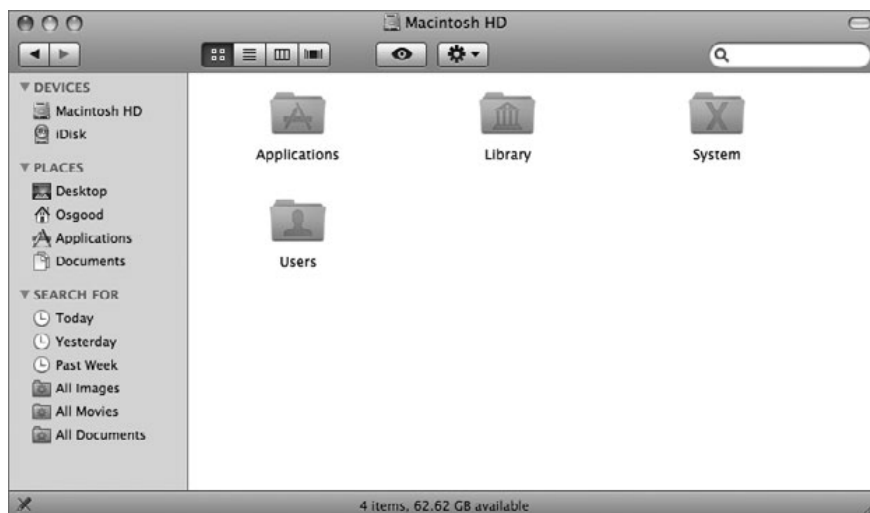 Macintosh HD
DEVICES
Macintosh HD
iDisk
PLACES
Desktop
Osgood
Applications
Documents
SEARCH FOR
Today
Yesterday
Past Week
All Images
All Movies
All Documents
Applications
Library
System
Users
4 items, 62.62 GB available